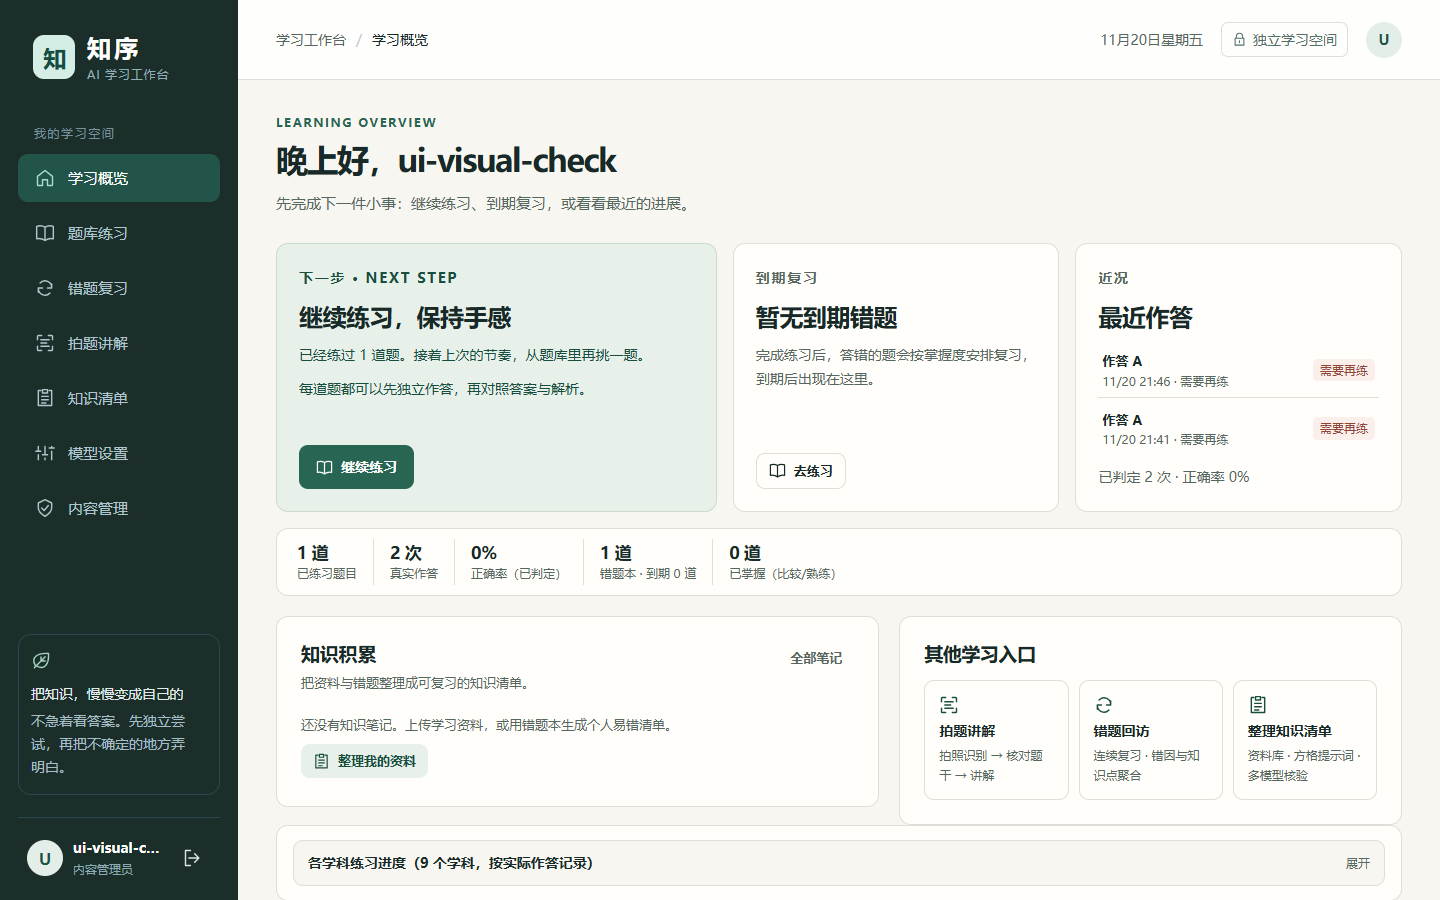 知
知序
AI 学习工作台
我的学习空间
学习概览
题库练习
错题复习
拍题讲解
知识清单
模型设置
内容管理
把知识，慢慢变成自己的
不急着看答案。先独立尝
试，再把不确定的地方弄
明白。
U
ui-visual-c...
内容管理员
学习工作台 / 学习概览
11月20日星期五
独立学习空间
U
LEARNING OVERVIEW
晚上好，ui-visual-check
先完成下一件小事：继续练习、到期复习，或看看最近的进展。
下一步 • NEXT STEP
继续练习，保持手感
已经练过 1 道题。接着上次的节奏，从题库里再挑一题。
每道题都可以先独立作答，再对照答案与解析。
继续练习
到期复习
暂无到期错题
完成练习后，答错的题会按掌握度安排复习，
到期后出现在这里。
去练习
近况
最近作答
作答 A
11/20 21:46 · 需要再练
需要再练
作答 A
11/20 21:41 · 需要再练
需要再练
已判定 2 次 · 正确率 0%
1 道
已练习题目
2 次
真实作答
0%
正确率（已判定）
1 道
错题本 · 到期 0 道
0 道
已掌握（比较/熟练）
知识积累
全部笔记
把资料与错题整理成可复习的知识清单。
还没有知识笔记。上传学习资料，或用错题本生成个人易错清单。
整理我的资料
其他学习入口
拍题讲解
拍照识别 → 核对题
干 → 讲解
错题回访
连续复习 · 错因与知
识点聚合
整理知识清单
资料库 · 方格提示词 ·
多模型核验
各学科练习进度（9 个学科，按实际作答记录）
展开